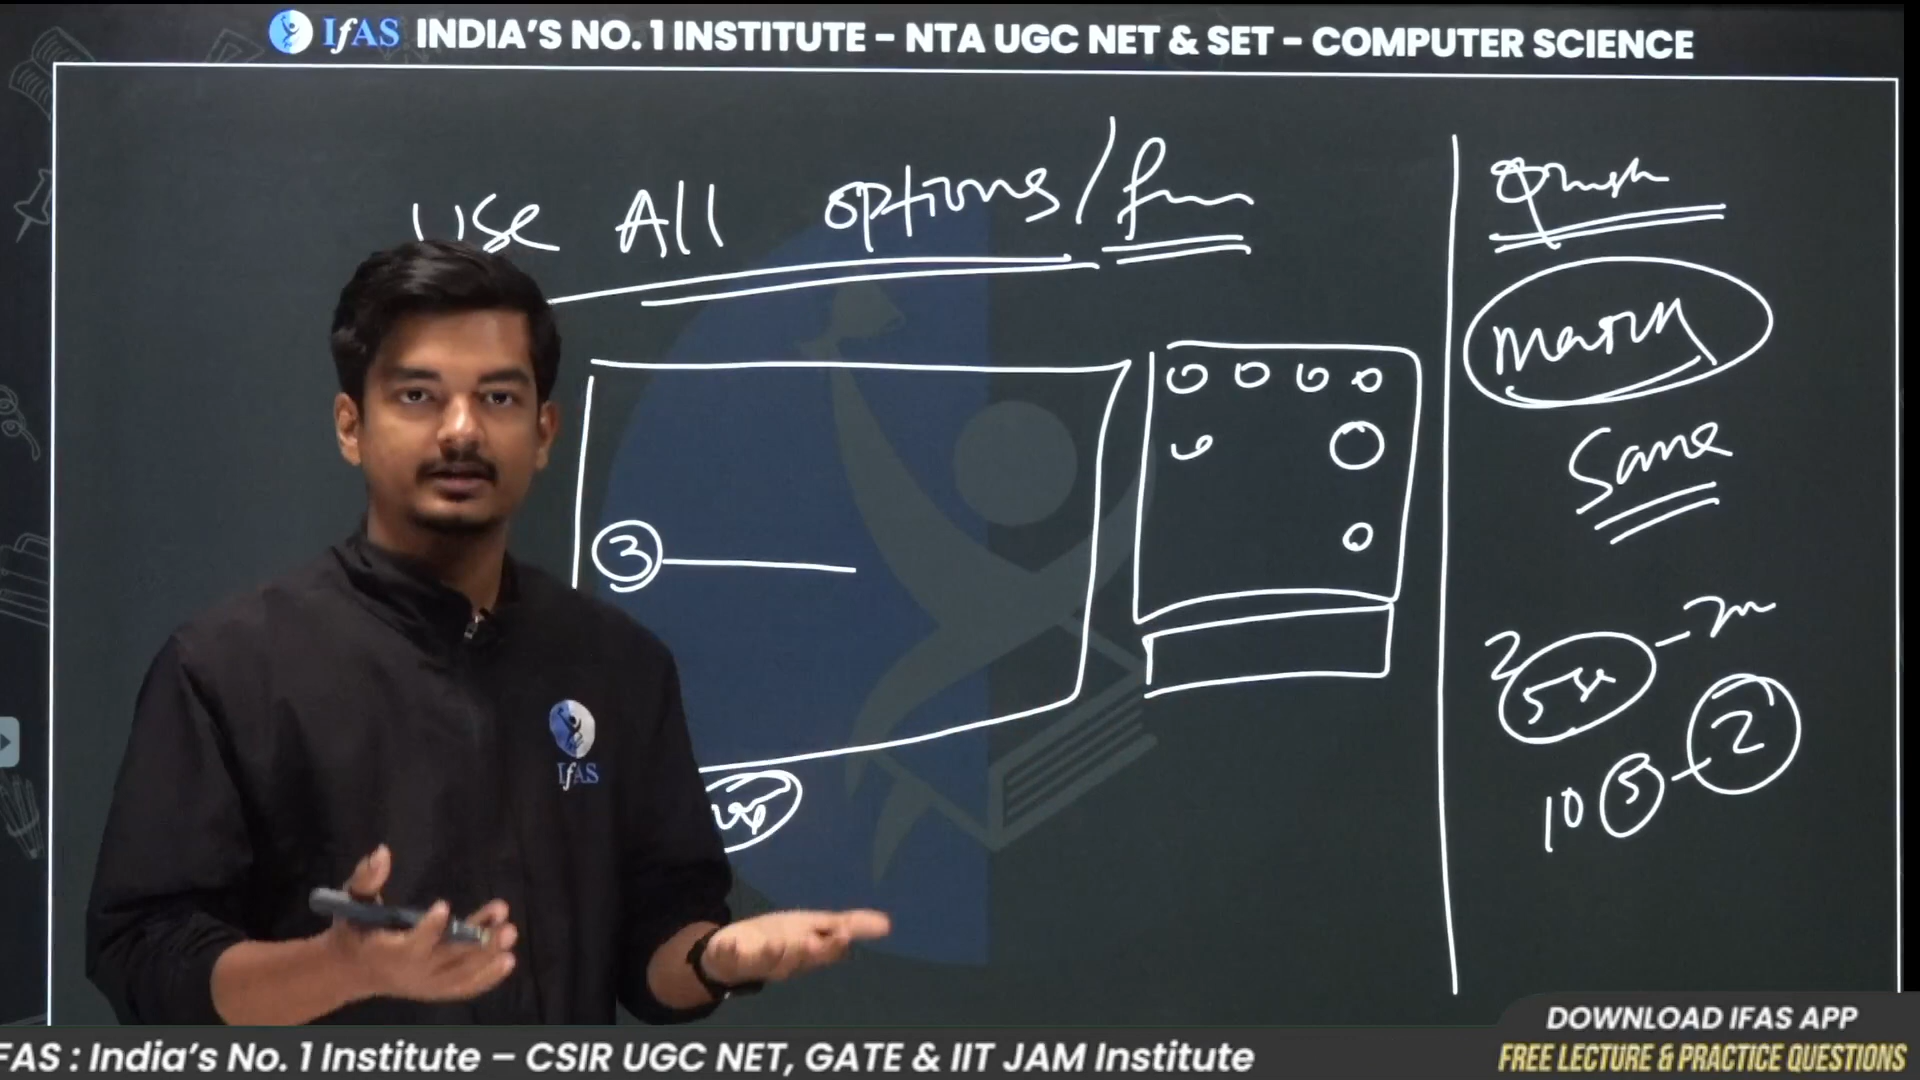 IfAS INDIA'S NO. 1 INSTITUTE – NTA UGC NET & SET – COMPUTER SCIENCE
Use All options/
Same
3
2
2
10 5
IfAS
DOWNLOAD IFAS APP
FAS : India's No. 1 Institute – CSIR UGC NET, GATE & IIT JAM Institute
FREE LECTURE & PRACTICE QUESTIONS